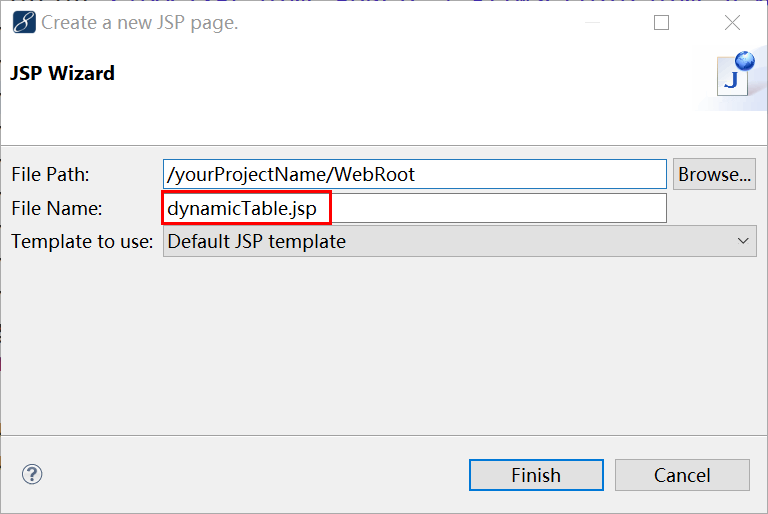 Create a new JSP page.
JSP Wizard
File Path: /yourProjectName/WebRoot Browse...
File Name: dynamicTable.jsp
Template to use: Default JSP template
Finish Cancel